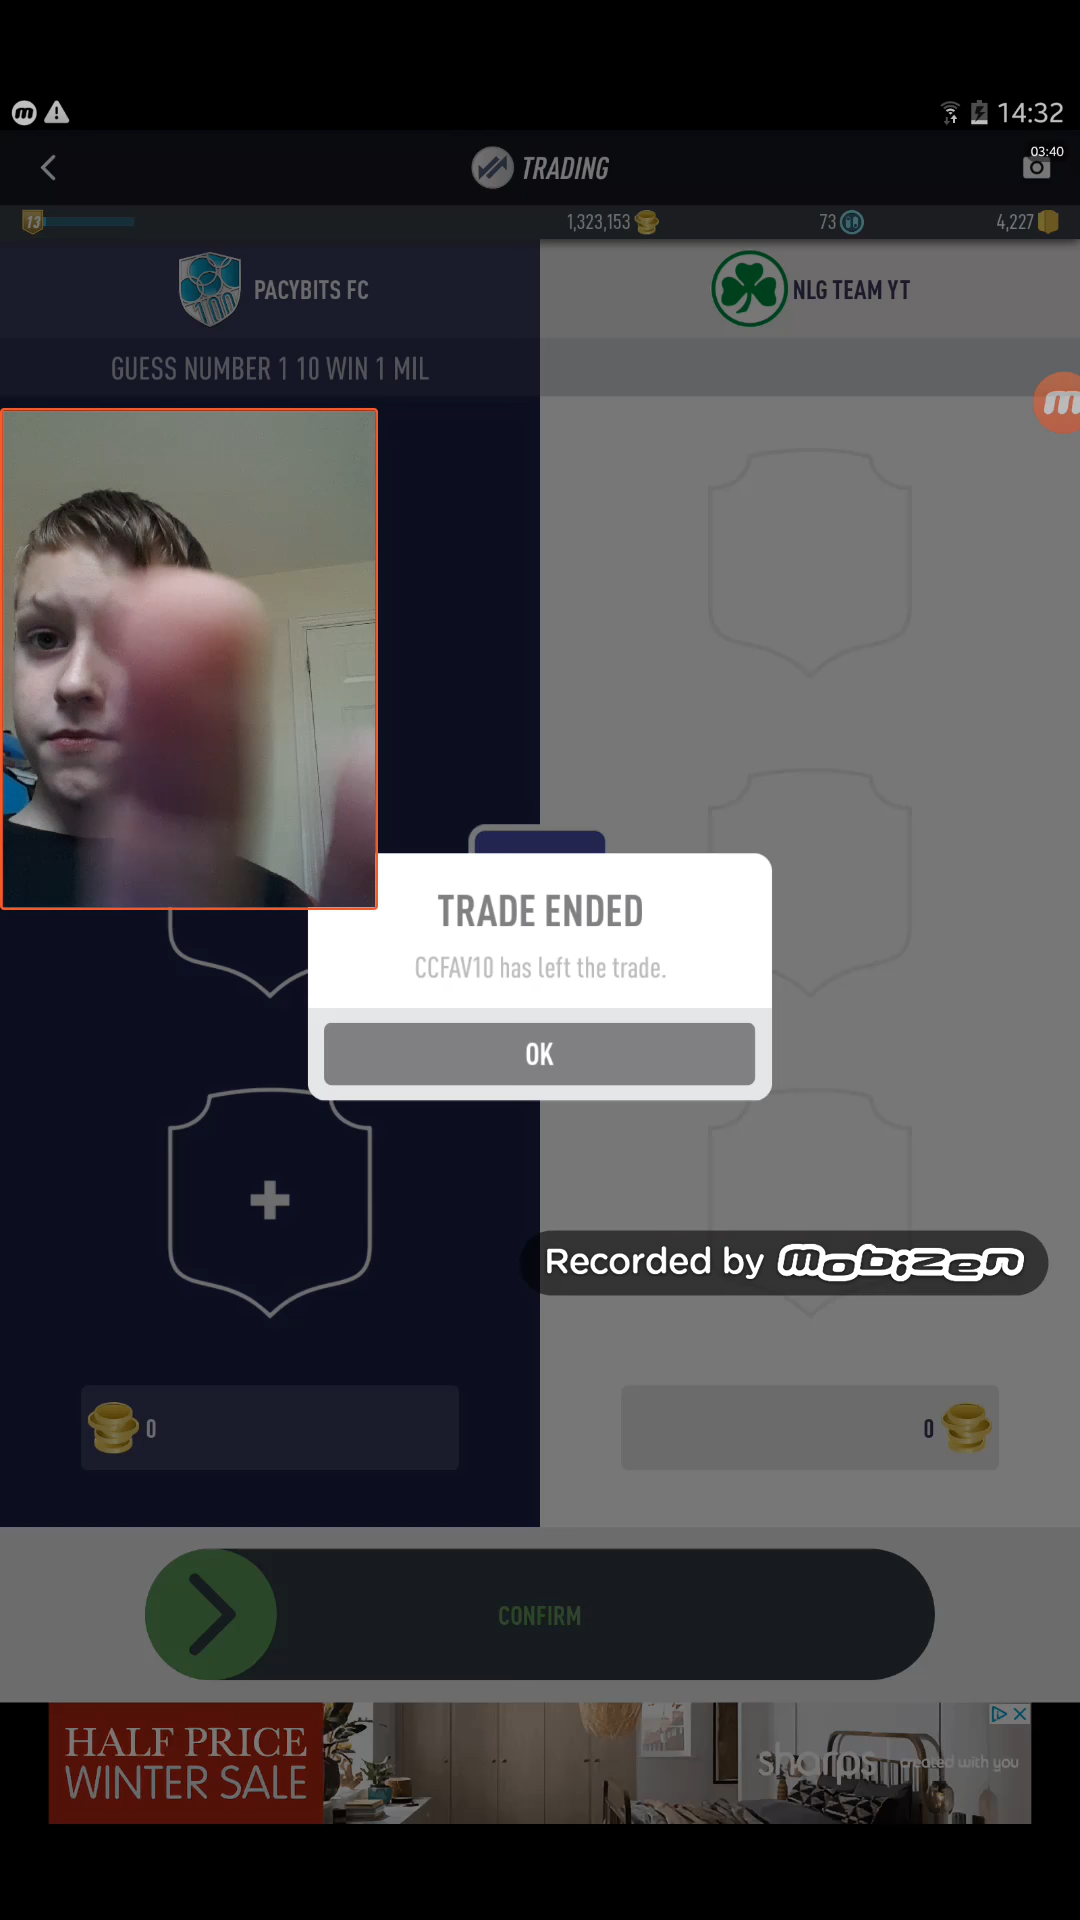 14:32
03:40
TRADING
13
1,323,153
73
4,227
100
PACYBITS FC
NLG TEAM YT
GUESS NUMBER 1 10 WIN 1 MIL
m
TRADE ENDED
CCFAV10 has left the trade.
OK
Recorded by mobizen
0
0
CONFIRM
HALF PRICE
WINTER SALE
sharps
created with you